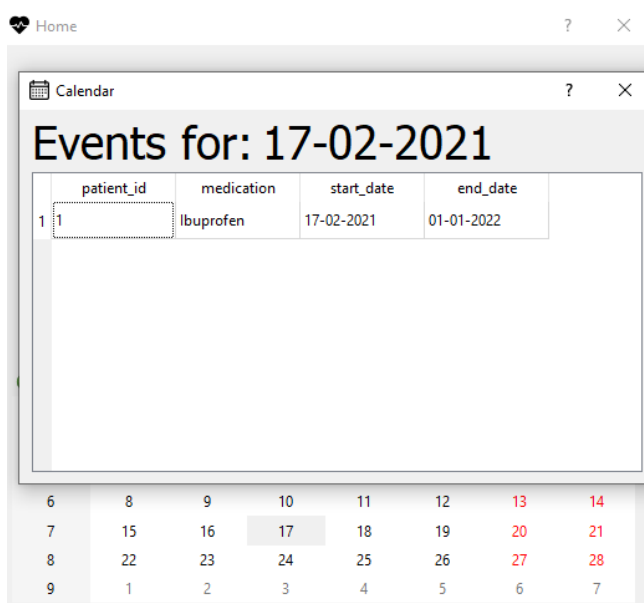 Home ?
Calendar ?
Events for: 17-02-2021
patient_id medication start_date end_date
1 1 Ibuprofen 17-02-2021 01-01-2022
6 8 9 10 11 12 13 14
7 15 16 17 18 19 20 21
8 22 23 24 25 26 27 28
9 1 2 3 4 5 6 7